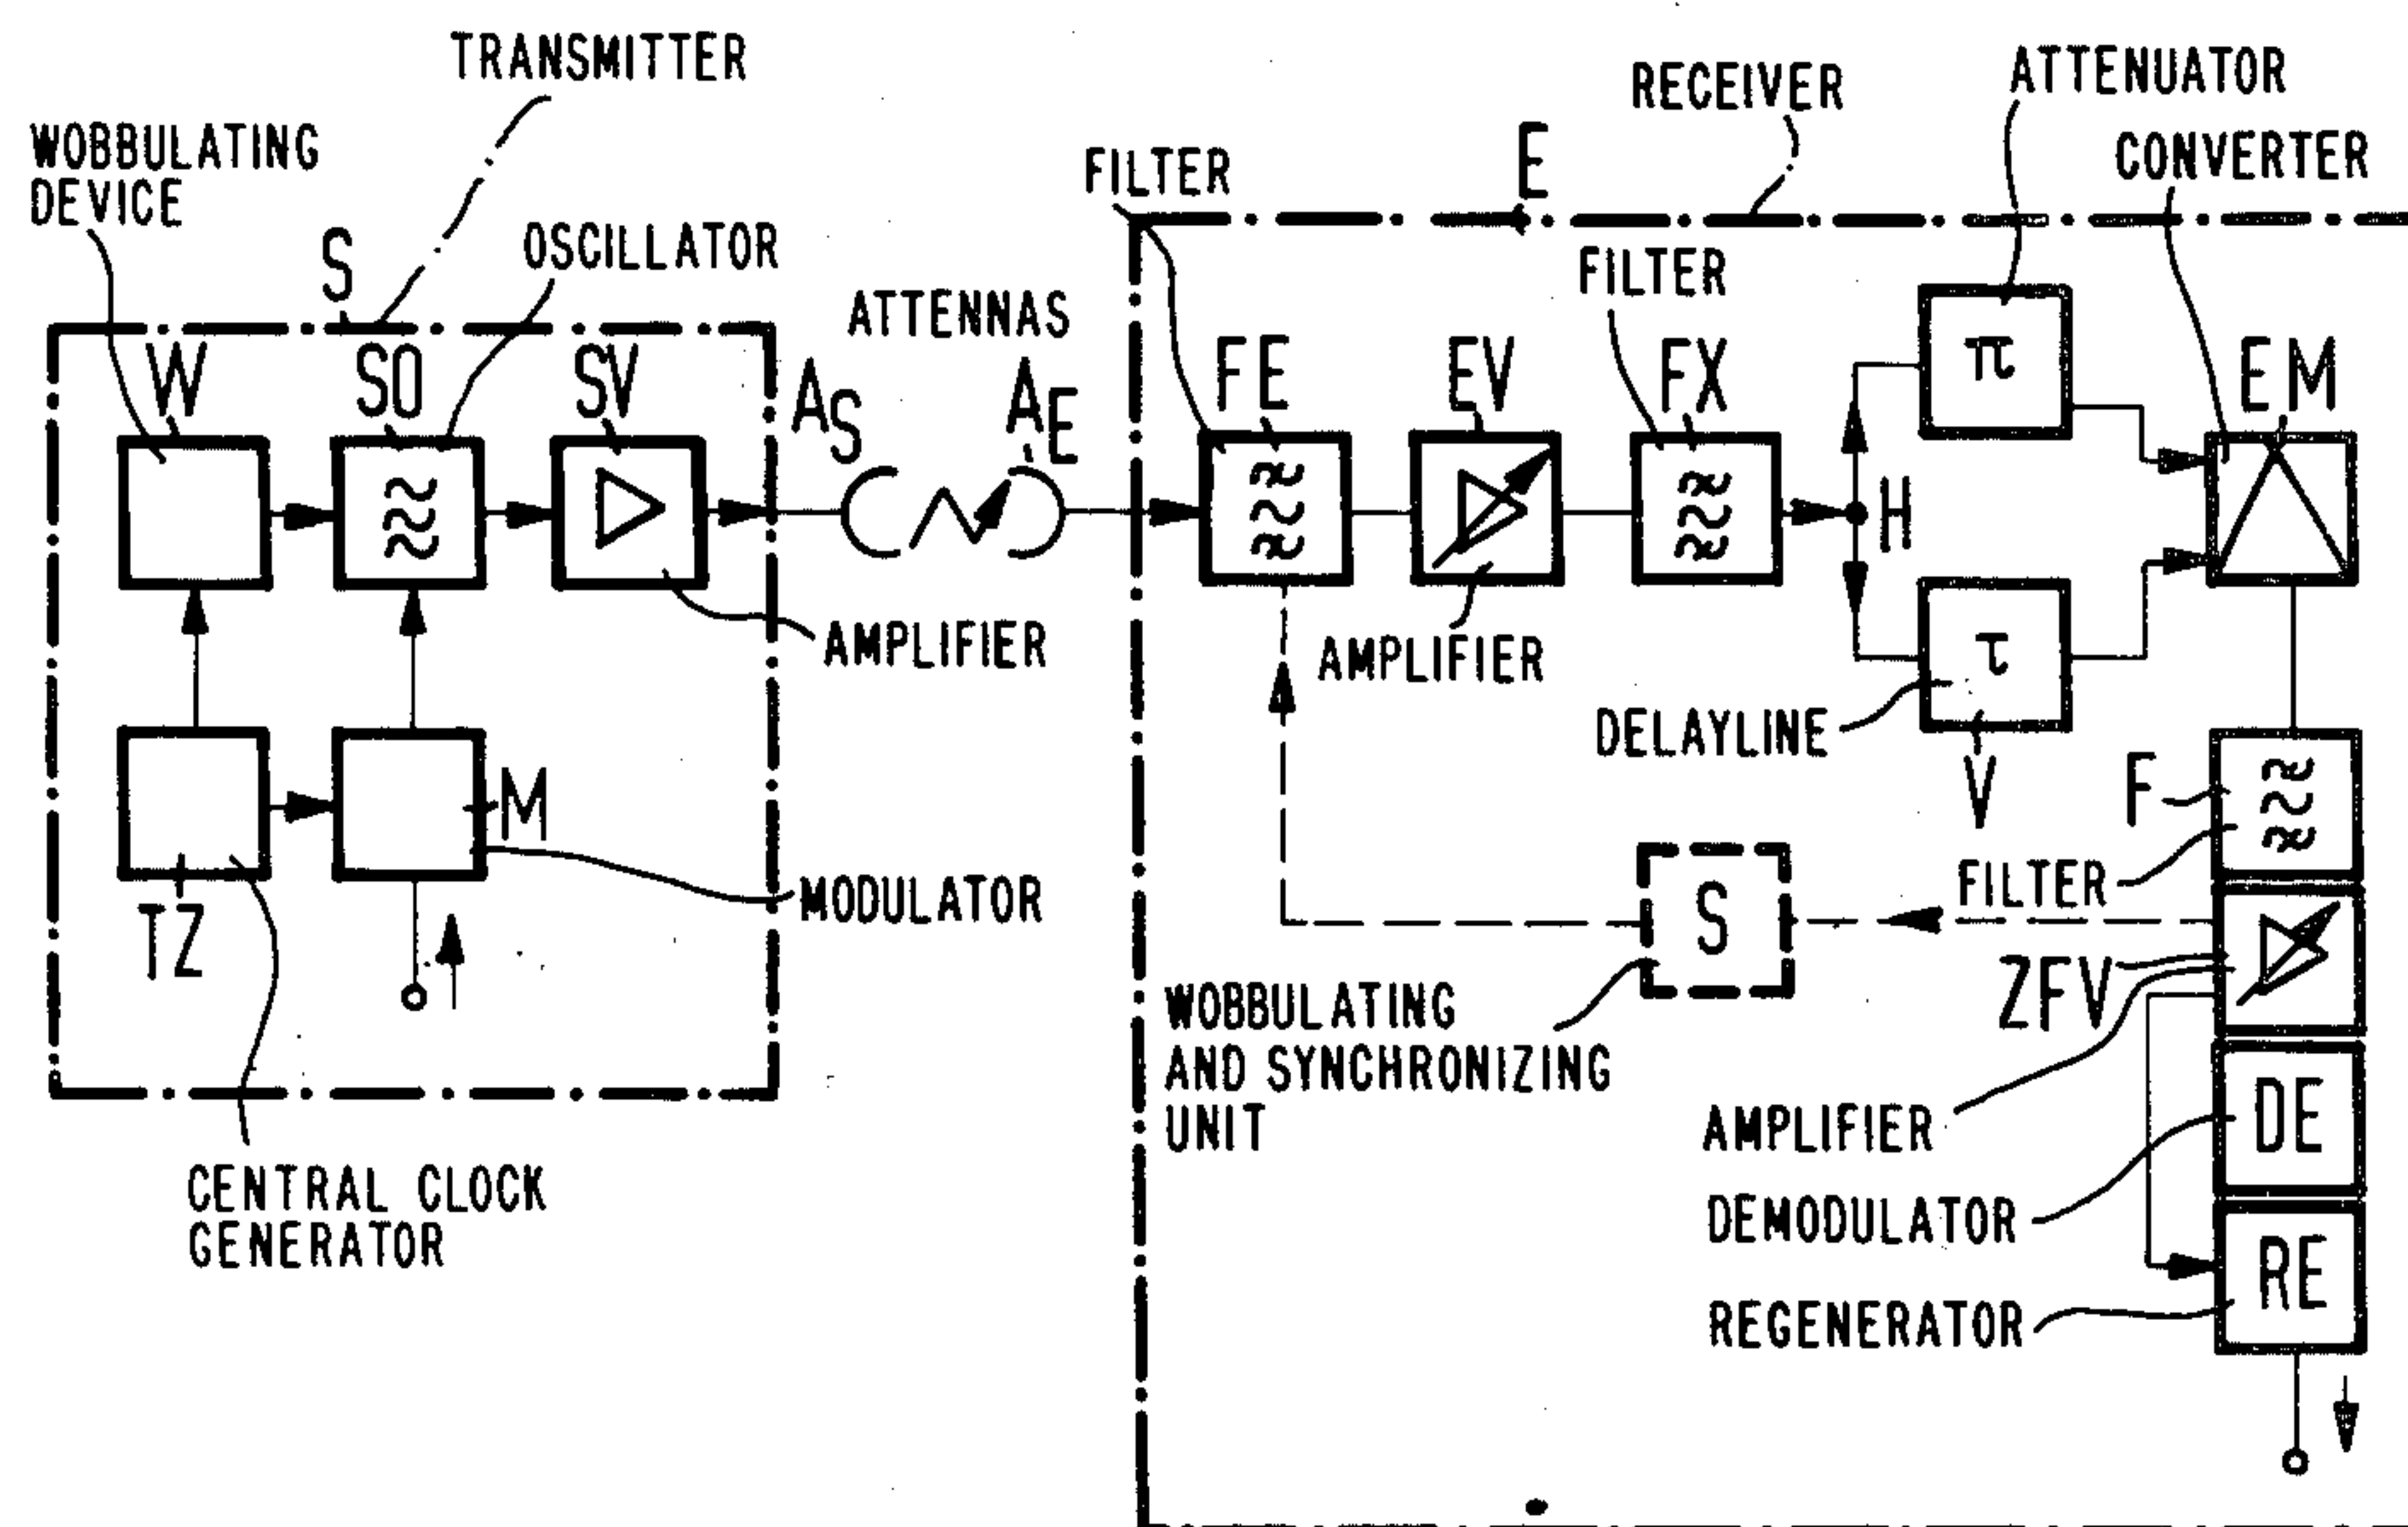 TRANSMITTER
WOBBULATING
DEVICE
S
OSCILLATOR
W
SO
SV
ATTENNAS
AS
AE
AMPLIFIER
M
TZ
MODULATOR
CENTRAL CLOCK
GENERATOR
RECEIVER
ATTENUATOR
CONVERTER
FILTER
E
FILTER
FE
EV
FX
H
π
EM
AMPLIFIER
τ
DELAYLINE
V
F
FILTER
S
ZFV
WOBBULATING
AND SYNCHRONIZING
UNIT
AMPLIFIER
DE
DEMODULATOR
RE
REGENERATOR